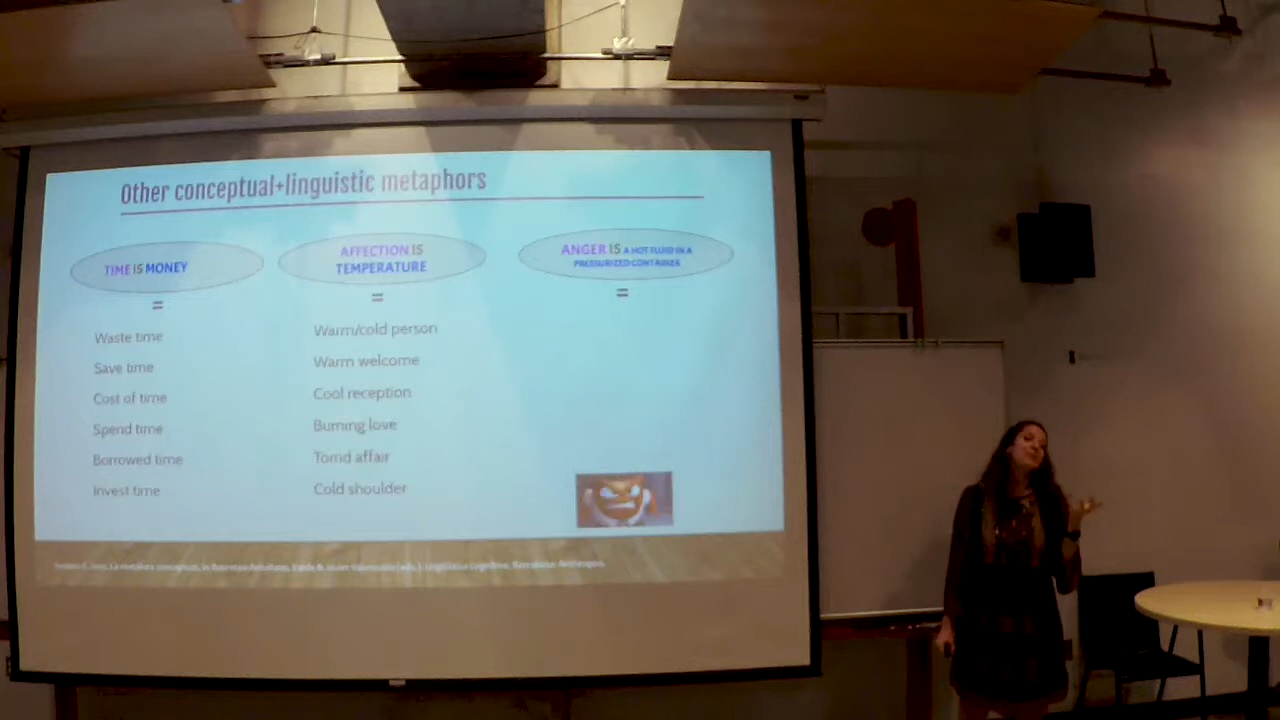 Other conceptual+linguistic metaphors
TIME IS MONEY
=
Waste time
Save time
Cost of time
Spend time
Borrowed time
Invest time
AFFECTION IS
TEMPERATURE
=
Warm/cold person
Warm welcome
Cool reception
Burning love
Torrid affair
Cold shoulder
ANGER IS A HOT FLUID IN A
PRESSURIZED CONTAINER
=